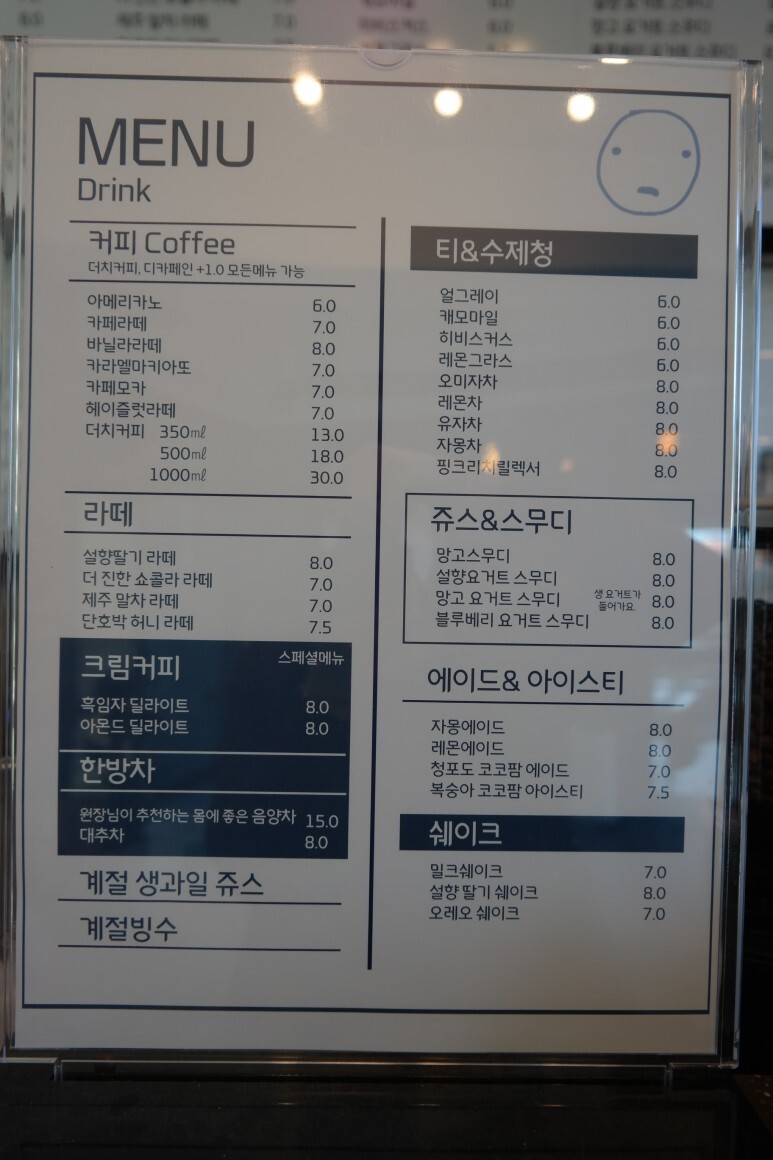 MENU
Drink
커피 Coffee
더치커피, 디카페인 +1.0 모든메뉴 가능
아메리카노 6.0
카페라떼 7.0
바닐라라떼 8.0
카라멜마키아또 7.0
카페모카 7.0
헤이즐럿라떼 7.0
더치커피 350㎖ 13.0
500㎖ 18.0
1000㎖ 30.0
라떼
설향딸기 라떼 8.0
더 진한 쇼콜라 라떼 7.0
제주 말차 라떼 7.0
단호박 허니 라떼 7.5
크림커피 스페셜메뉴
흑임자 딜라이트 8.0
아몬드 딜라이트 8.0
한방차
원장님이 추천하는 몸에 좋은 음양차 15.0
대추차 8.0
계절 생과일 쥬스
계절빙수
티&수제청
얼그레이 6.0
캐모마일 6.0
히비스커스 6.0
레몬그라스 6.0
오미자차 8.0
레몬차 8.0
유자차 8.0
자몽차 8.0
핑크리치릴렉서 8.0
쥬스&스무디
망고스무디 8.0
설향요거트 스무디 8.0
망고 요거트 스무디 8.0
블루베리 요거트 스무디 8.0
생 요거트가
들어가요.
에이드& 아이스티
자몽에이드 8.0
레몬에이드 8.0
청포도 코코팜 에이드 7.0
복숭아 코코팜 아이스티 7.5
쉐이크
밀크쉐이크 7.0
설향 딸기 쉐이크 8.0
오레오 쉐이크 7.0